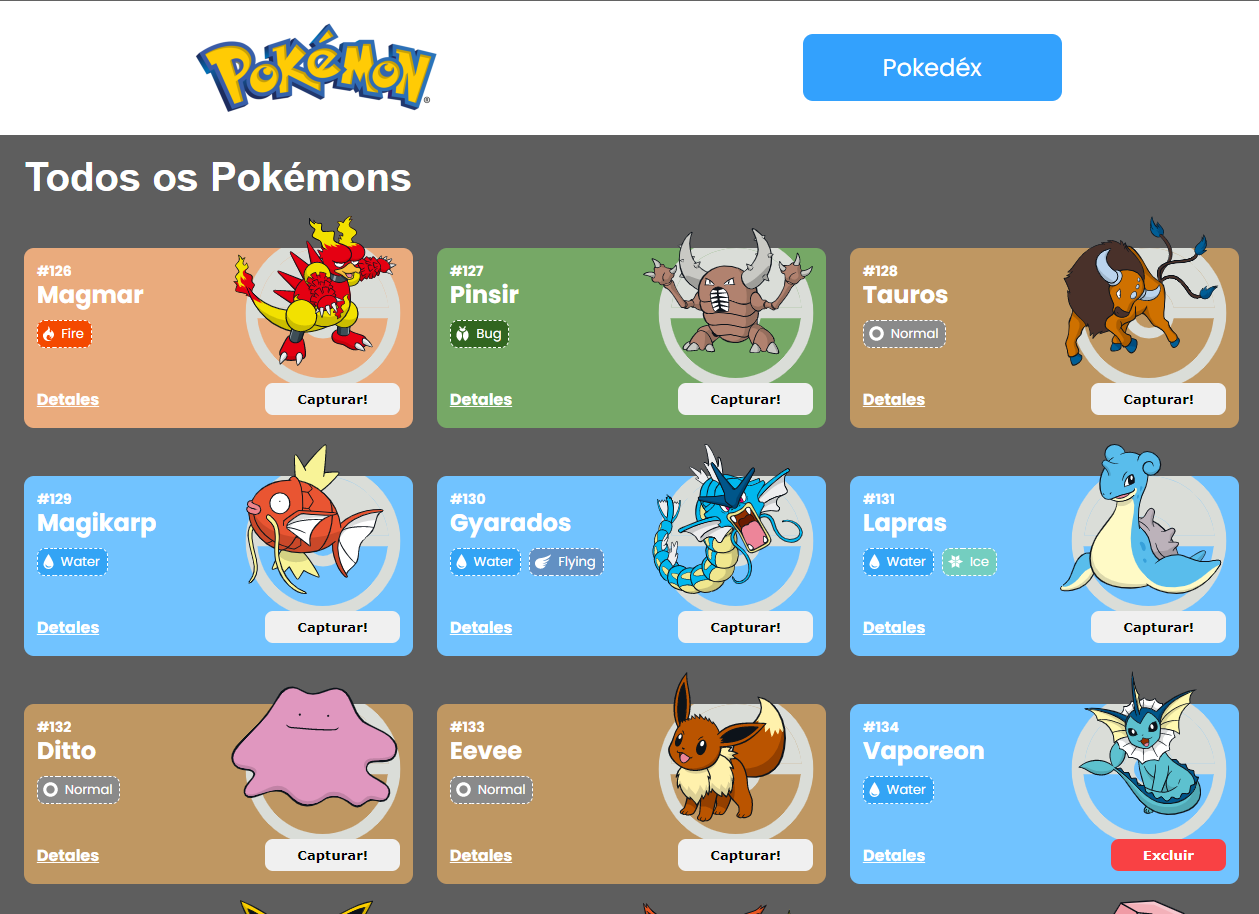 Pokémon ®
Pokedéx
Todos os Pokémons
#126
Magmar
Fire
Detales
Capturar!
#127
Pinsir
Bug
Detales
Capturar!
#128
Tauros
Normal
Detales
Capturar!
#129
Magikarp
Water
Detales
Capturar!
#130
Gyarados
Water Flying
Detales
Capturar!
#131
Lapras
Water Ice
Detales
Capturar!
#132
Ditto
Normal
Detales
Capturar!
#133
Eevee
Normal
Detales
Capturar!
#134
Vaporeon
Water
Detales
Excluir